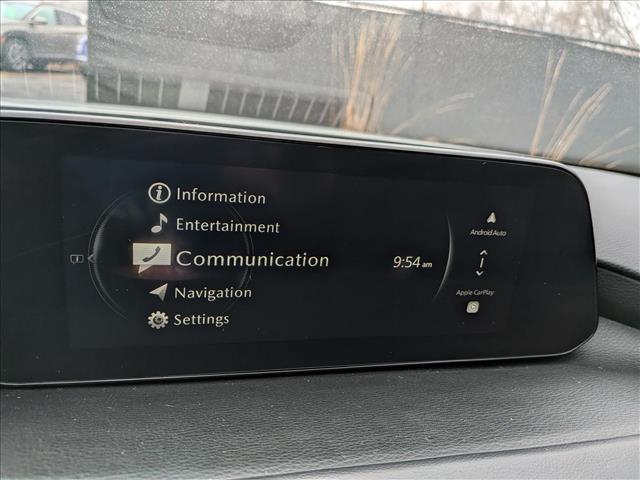 Information
Entertainment
Communication
9:54 am
Navigation
Settings
Android Auto
Apple CarPlay